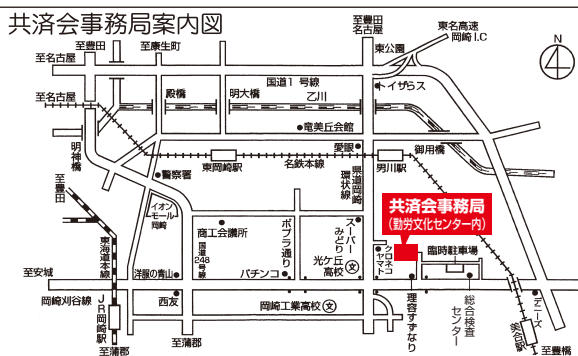 共済会事務局案内図
至豊田
至康生町
至豊田
名古屋
東名高速
岡崎I.C
N
至名古屋
東公園
国道1号線
トイザらス
至名古屋
殿橋
明大橋
乙川
竜美丘会館
愛眼
御用橋
明神橋
東岡崎駅
名鉄本線
男川駅
警察署
県道岡崎
環状線
至豊田
イオン
モール
岡崎
共済会事務局
(勤労文化センター内)
商工会議所
ポプラ通り
スーパー
みどり
光ケ丘
高校
文
クロネコ
ヤマト
臨時駐車場
東海道本線
国道
248
号線
至安城
洋服の青山
パチンコ
岡崎刈谷線
JR岡崎駅
西友
岡崎工業高校
文
理容すずなり
総合検査
センター
デニーズ
美合駅
至蒲郡
至蒲郡
至豊橋